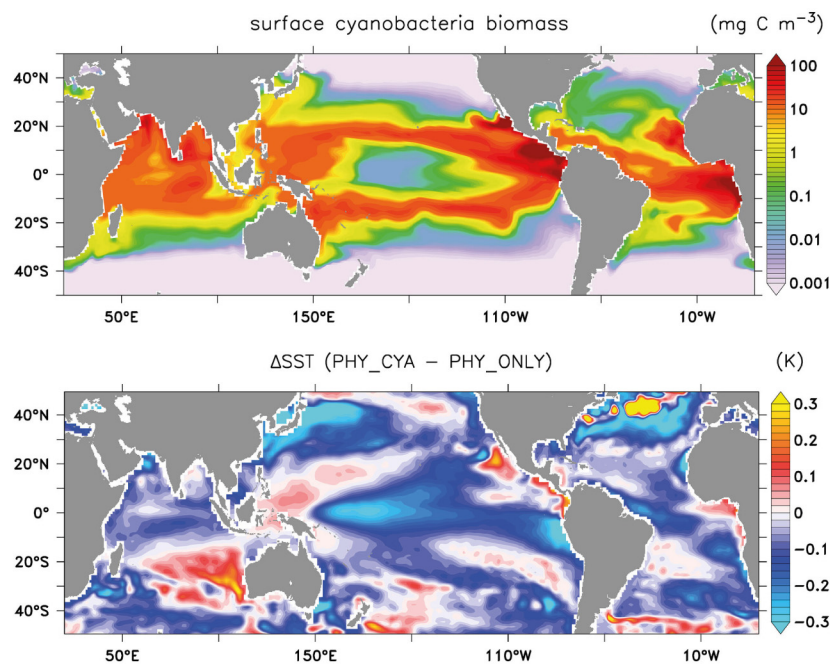 surface cyanobacteria biomass (mg C m⁻³)
40°N
20°N
0°
20°S
40°S
50°E 150°E 110°W 10°W
100
10
1
0.1
0.01
0.001
ΔSST (PHY_CYA – PHY_ONLY) (K)
40°N
20°N
0°
20°S
40°S
50°E 150°E 110°W 10°W
0.3
0.2
0.1
0
-0.1
-0.2
-0.3